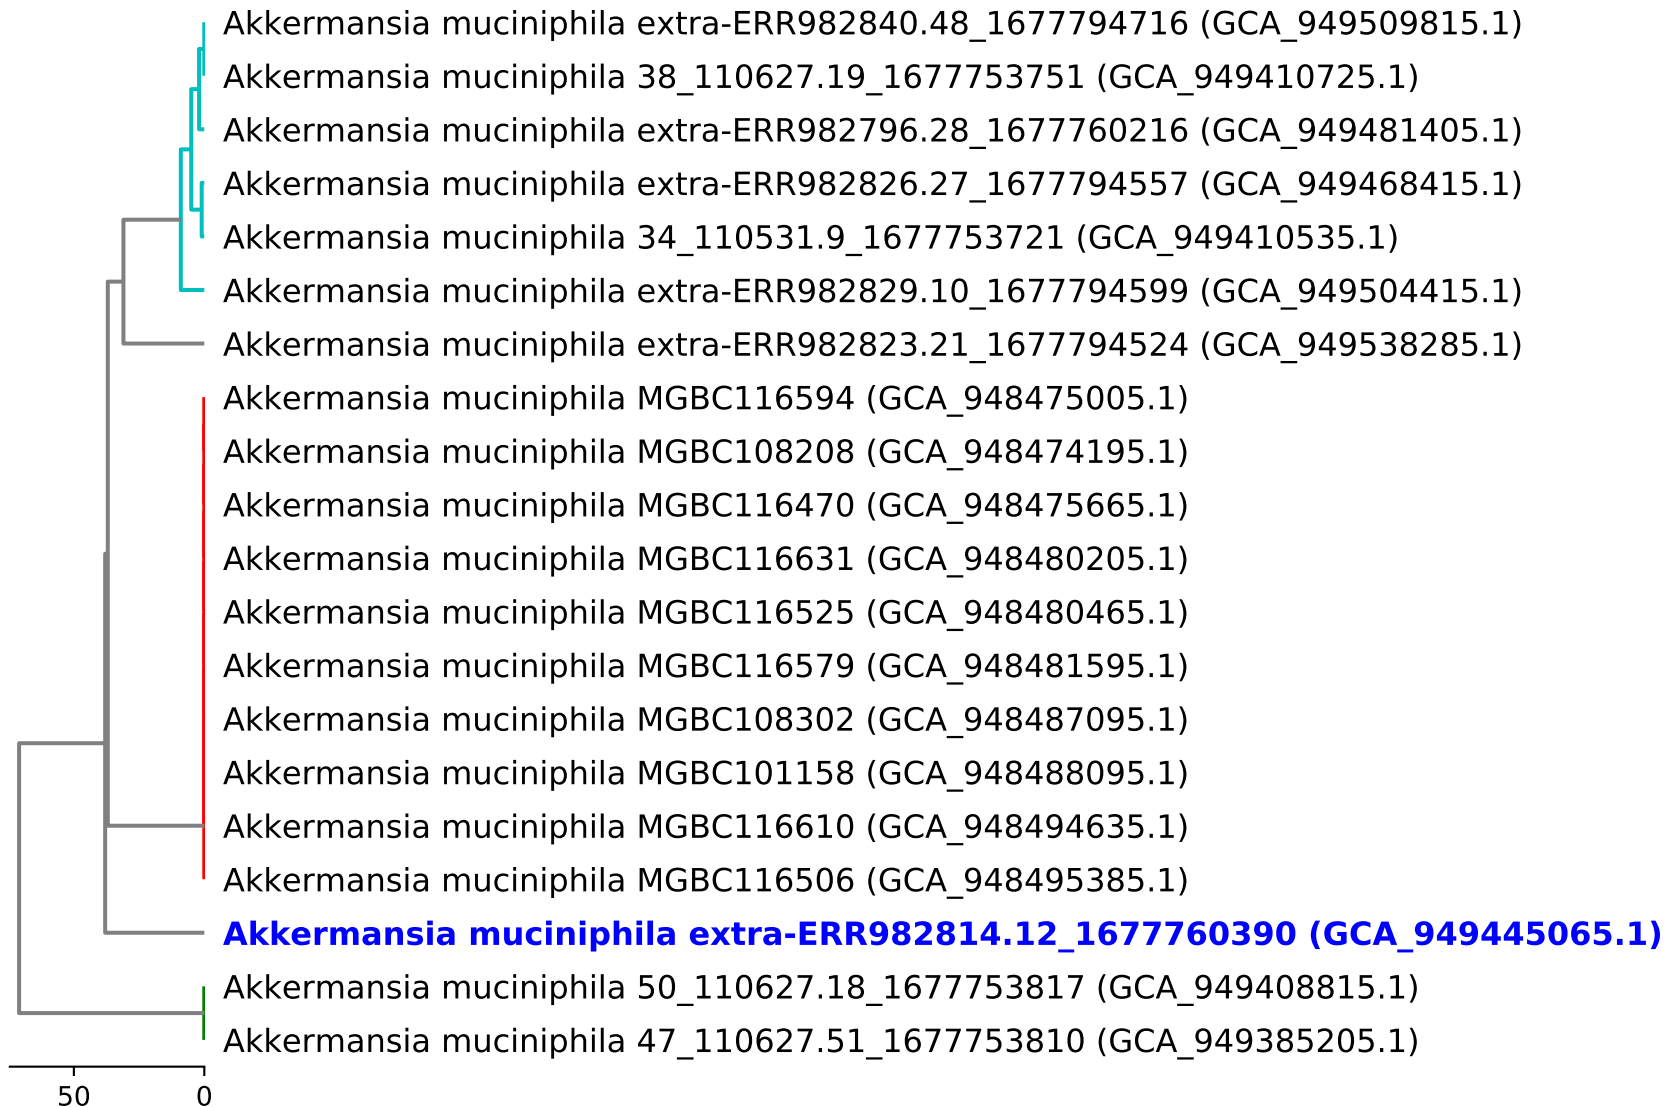 Akkermansia muciniphila extra-ERR982840.48_1677794716 (GCA_949509815.1)
Akkermansia muciniphila 38_110627.19_1677753751 (GCA_949410725.1)
Akkermansia muciniphila extra-ERR982796.28_1677760216 (GCA_949481405.1)
Akkermansia muciniphila extra-ERR982826.27_1677794557 (GCA_949468415.1)
Akkermansia muciniphila 34_110531.9_1677753721 (GCA_949410535.1)
Akkermansia muciniphila extra-ERR982829.10_1677794599 (GCA_949504415.1)
Akkermansia muciniphila extra-ERR982823.21_1677794524 (GCA_949538285.1)
Akkermansia muciniphila MGBC116594 (GCA_948475005.1)
Akkermansia muciniphila MGBC108208 (GCA_948474195.1)
Akkermansia muciniphila MGBC116470 (GCA_948475665.1)
Akkermansia muciniphila MGBC116631 (GCA_948480205.1)
Akkermansia muciniphila MGBC116525 (GCA_948480465.1)
Akkermansia muciniphila MGBC116579 (GCA_948481595.1)
Akkermansia muciniphila MGBC108302 (GCA_948487095.1)
Akkermansia muciniphila MGBC101158 (GCA_948488095.1)
Akkermansia muciniphila MGBC116610 (GCA_948494635.1)
Akkermansia muciniphila MGBC116506 (GCA_948495385.1)
Akkermansia muciniphila extra-ERR982814.12_1677760390 (GCA_949445065.1)
Akkermansia muciniphila 50_110627.18_1677753817 (GCA_949408815.1)
Akkermansia muciniphila 47_110627.51_1677753810 (GCA_949385205.1)
50 0